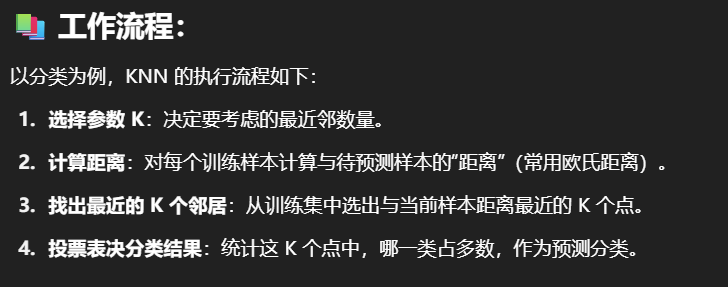 📚 工作流程：
以分类为例，KNN 的执行流程如下：
1. 选择参数 K：决定要考虑的最近邻数量。
2. 计算距离：对每个训练样本计算与待预测样本的"距离"（常用欧氏距离）。
3. 找出最近的 K 个邻居：从训练集中选出与当前样本距离最近的 K 个点。
4. 投票表决分类结果：统计这 K 个点中，哪一类占多数，作为预测分类。